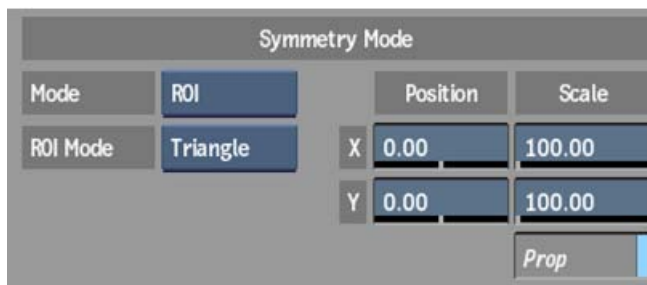 Symmetry Mode
Mode ROI Position Scale
ROI Mode Triangle X 0.00 100.00
Y 0.00 100.00
Prop